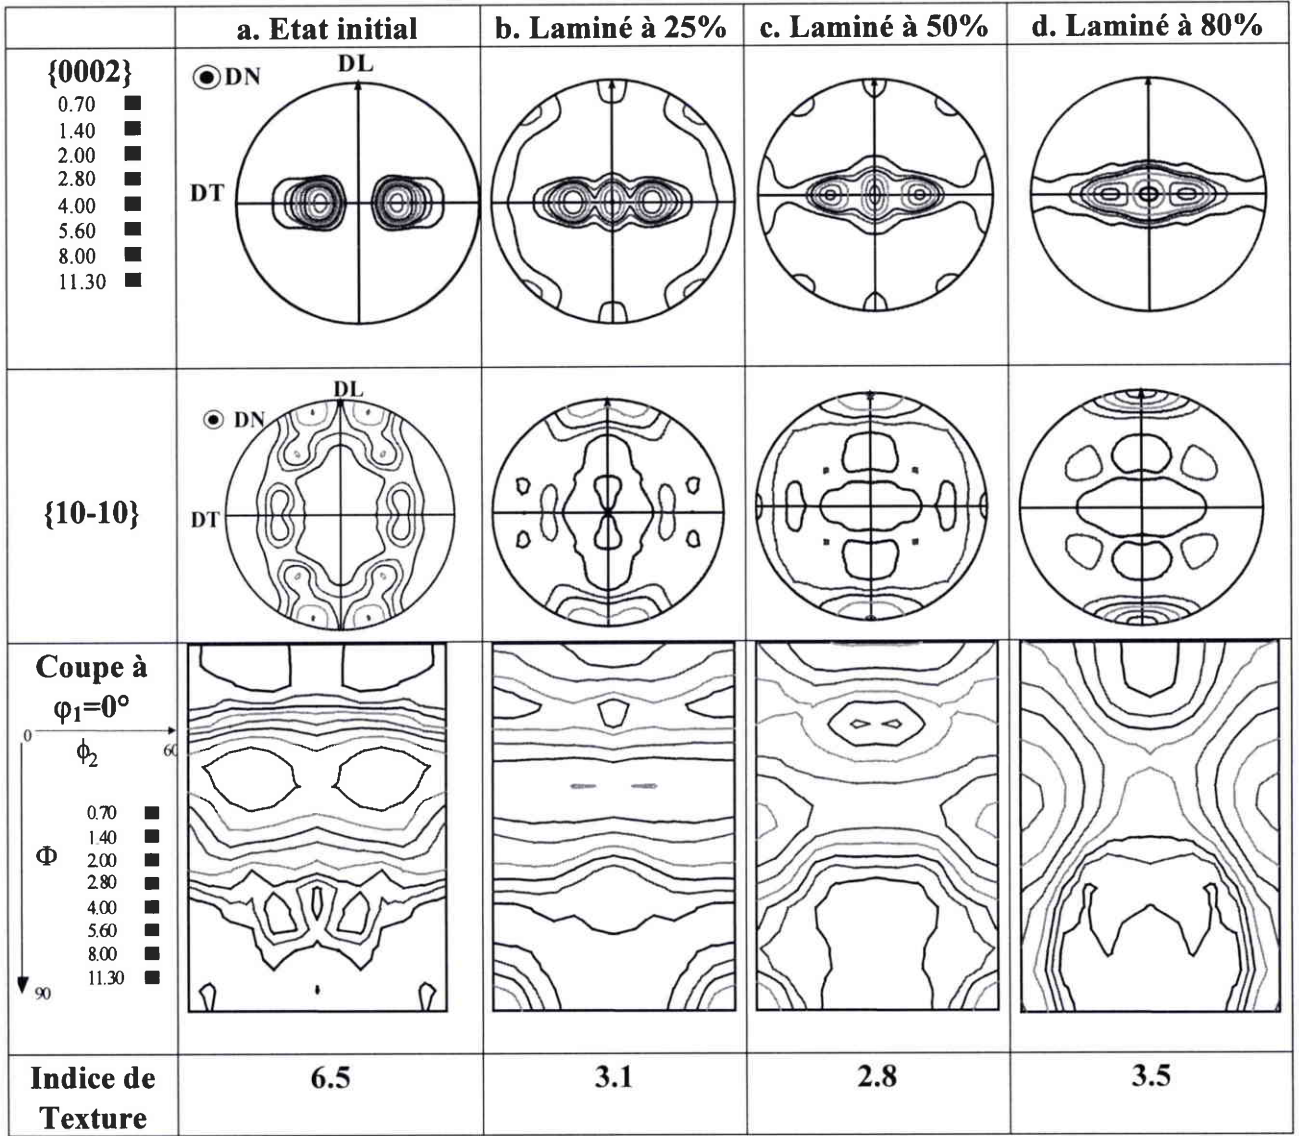 a. Etat initial
b. Laminé à 25%
c. Laminé à 50%
d. Laminé à 80%
{0002}
0.70
1.40
2.00
2.80
4.00
5.60
8.00
11.30
DN
DL
DT
{10-10}
DL
DN
DT
Coupe à
φ₁=0°
0
ϕ₂
60
Φ
90
0.70
1.40
2.00
2.80
4.00
5.60
8.00
11.30
Indice de
Texture
6.5
3.1
2.8
3.5